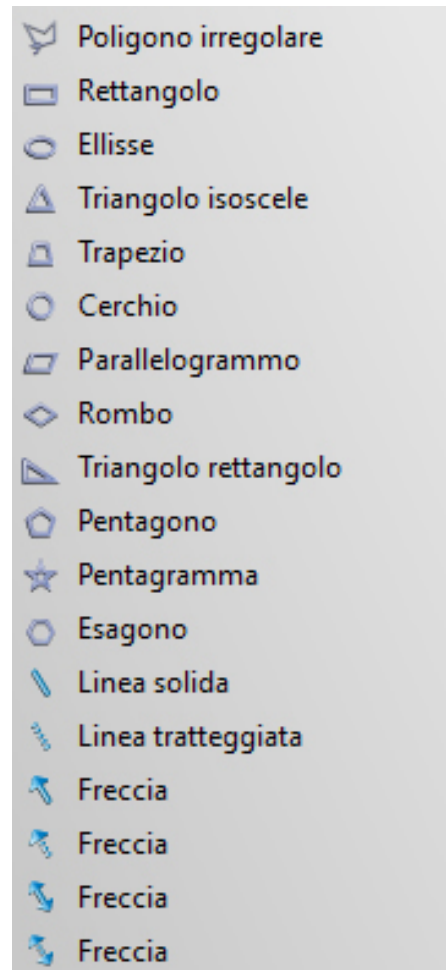 Poligono irregolare
Rettangolo
Ellisse
Triangolo isoscele
Trapezio
Cerchio
Parallelogrammo
Rombo
Triangolo rettangolo
Pentagono
Pentagramma
Esagono
Linea solida
Linea tratteggiata
Freccia
Freccia
Freccia
Freccia